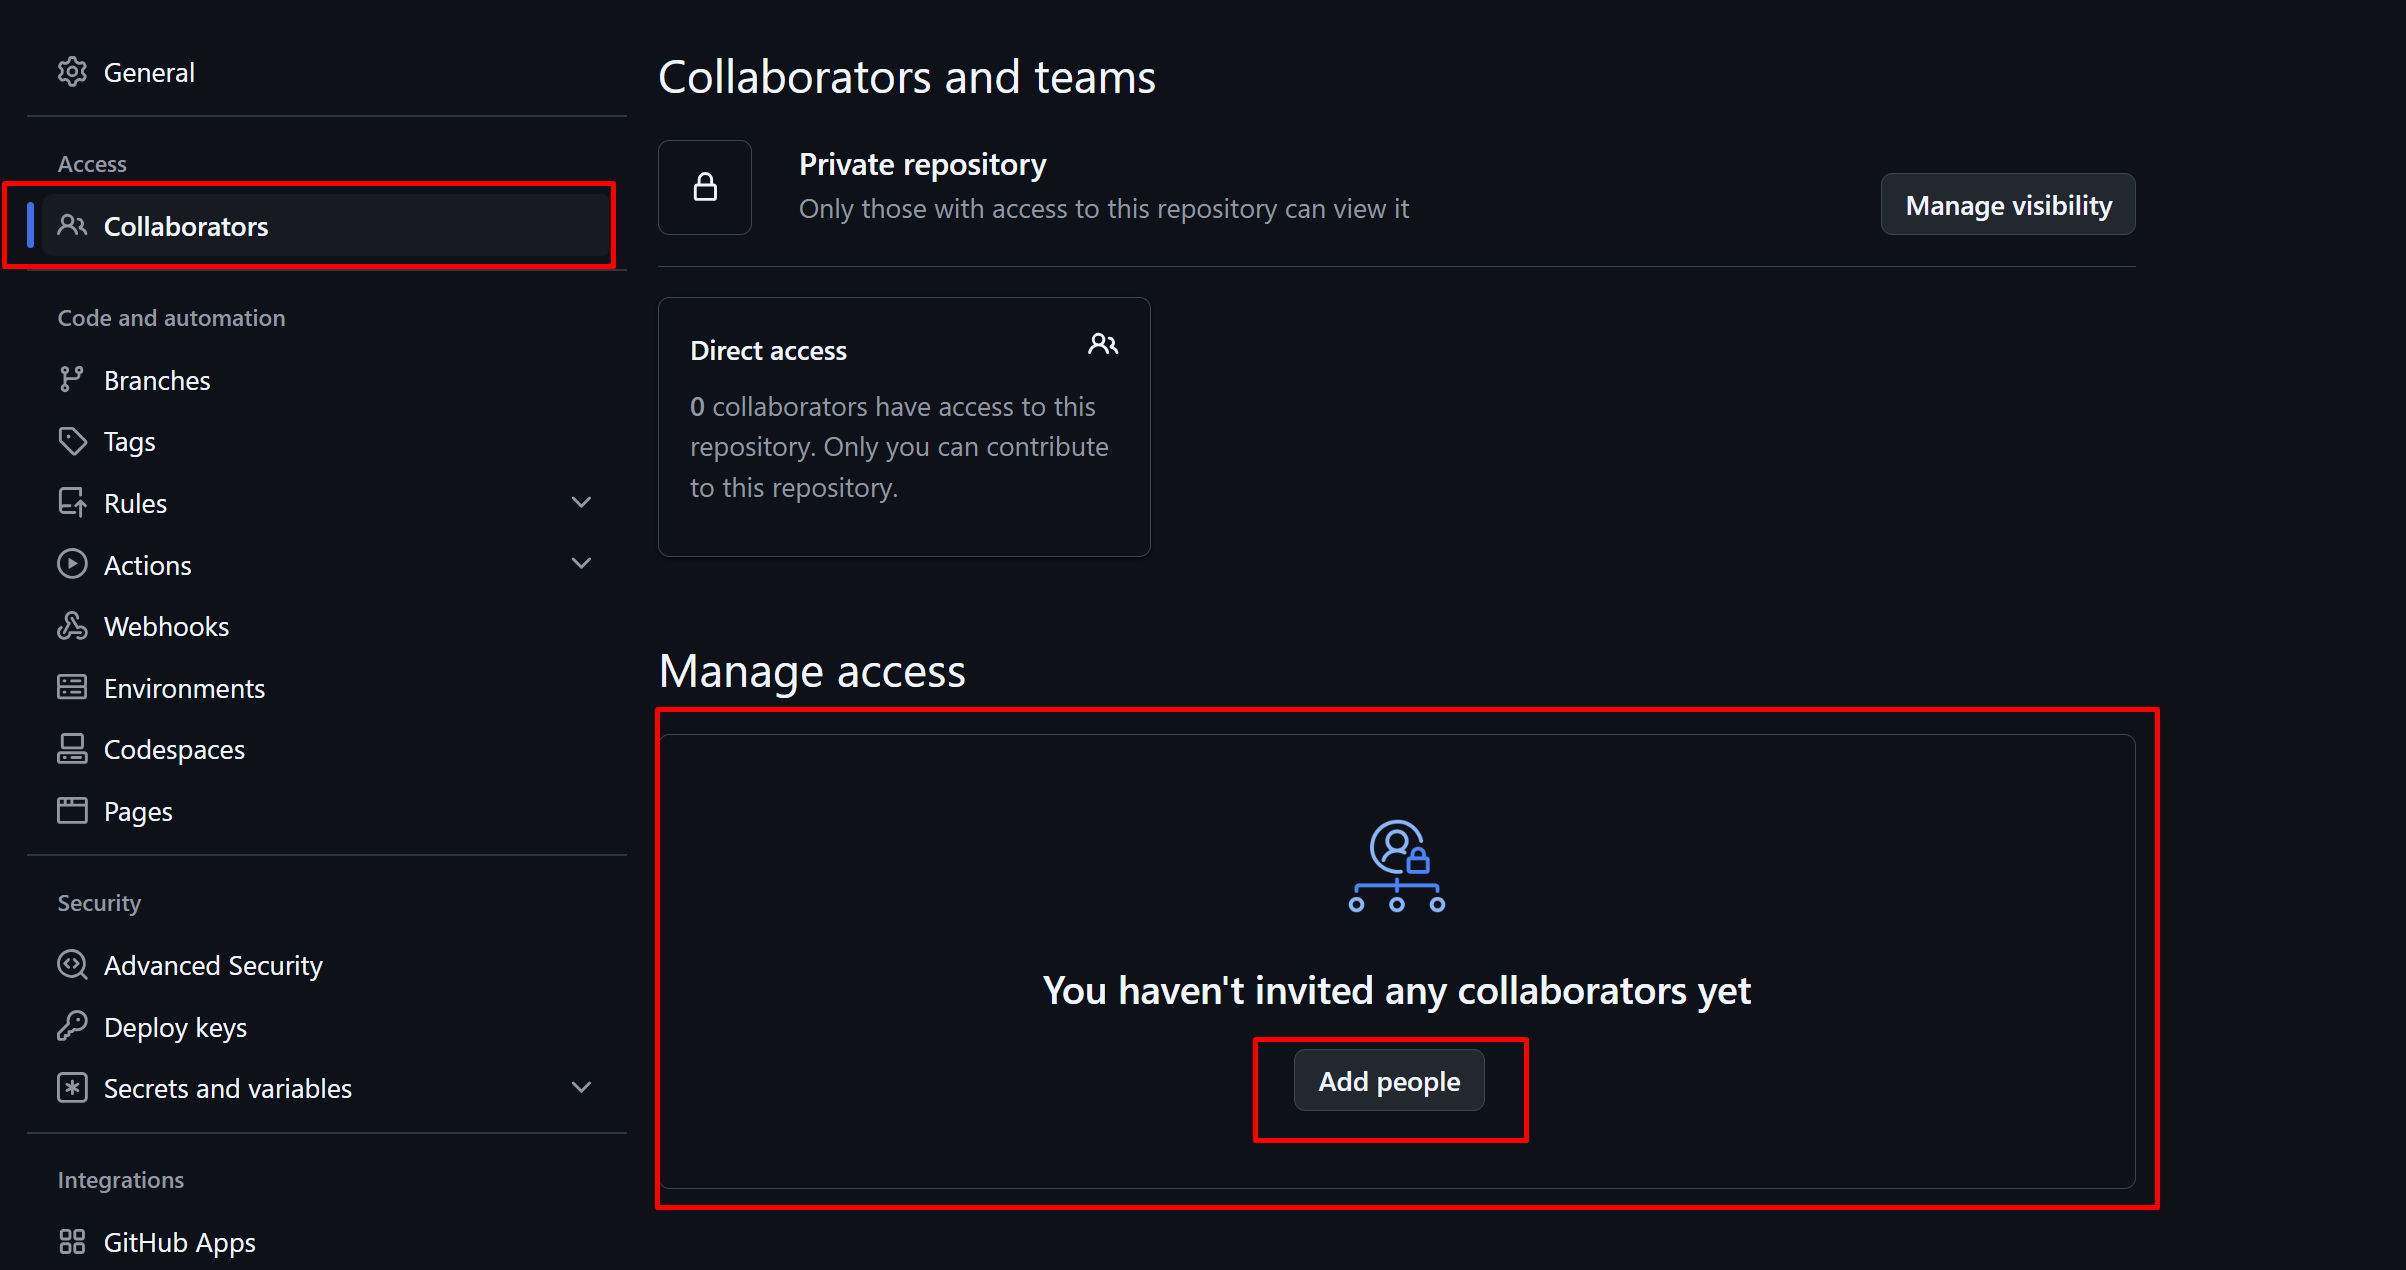 General
Access
Collaborators
Code and automation
Branches
Tags
Rules
Actions
Webhooks
Environments
Codespaces
Pages
Security
Advanced Security
Deploy keys
Secrets and variables
Integrations
GitHub Apps
Collaborators and teams
Private repository
Only those with access to this repository can view it
Manage visibility
Direct access
0 collaborators have access to this
repository. Only you can contribute
to this repository.
Manage access
You haven't invited any collaborators yet
Add people